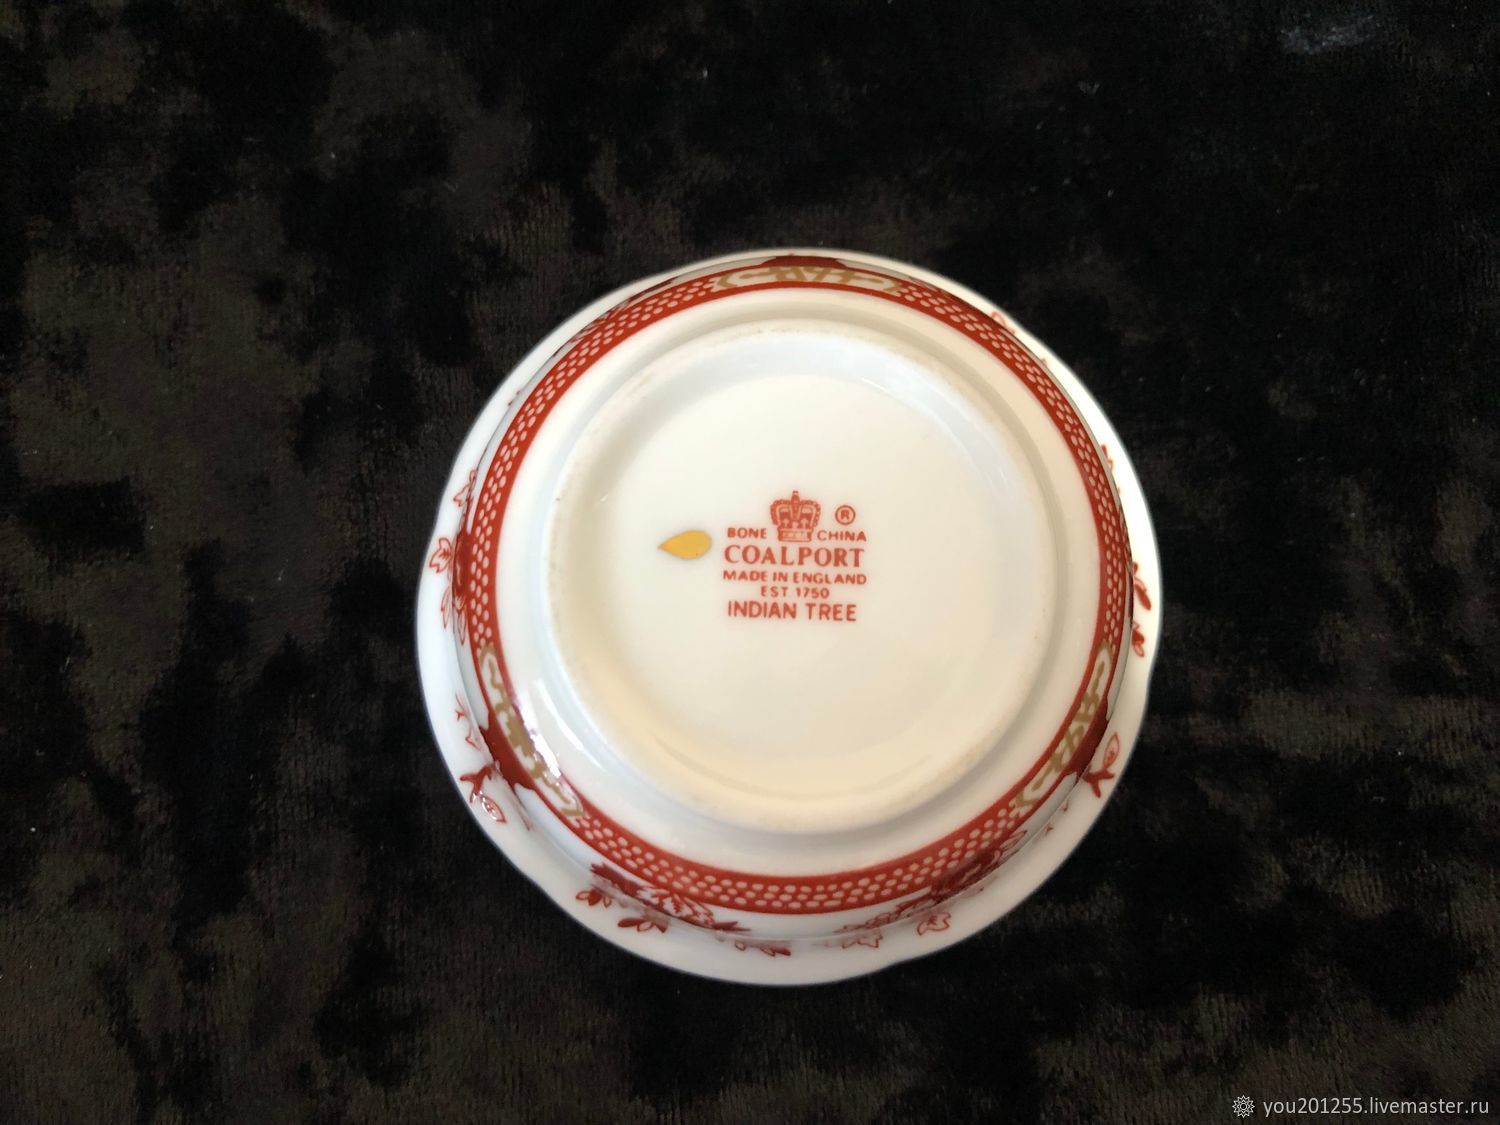 BONE CHINA ®
COALPORT
MADE IN ENGLAND
EST. 1750
INDIAN TREE
you201255.livemaster.ru